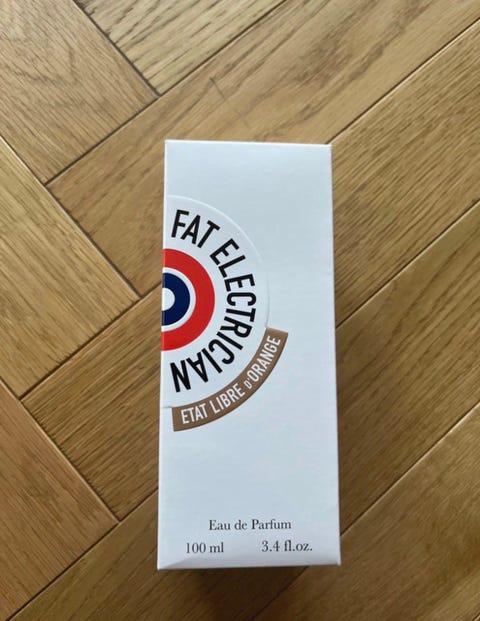 FAT ELECTRICIAN
ETAT LIBRE D'ORANGE
Eau de Parfum
100 ml 3.4 fl.oz.